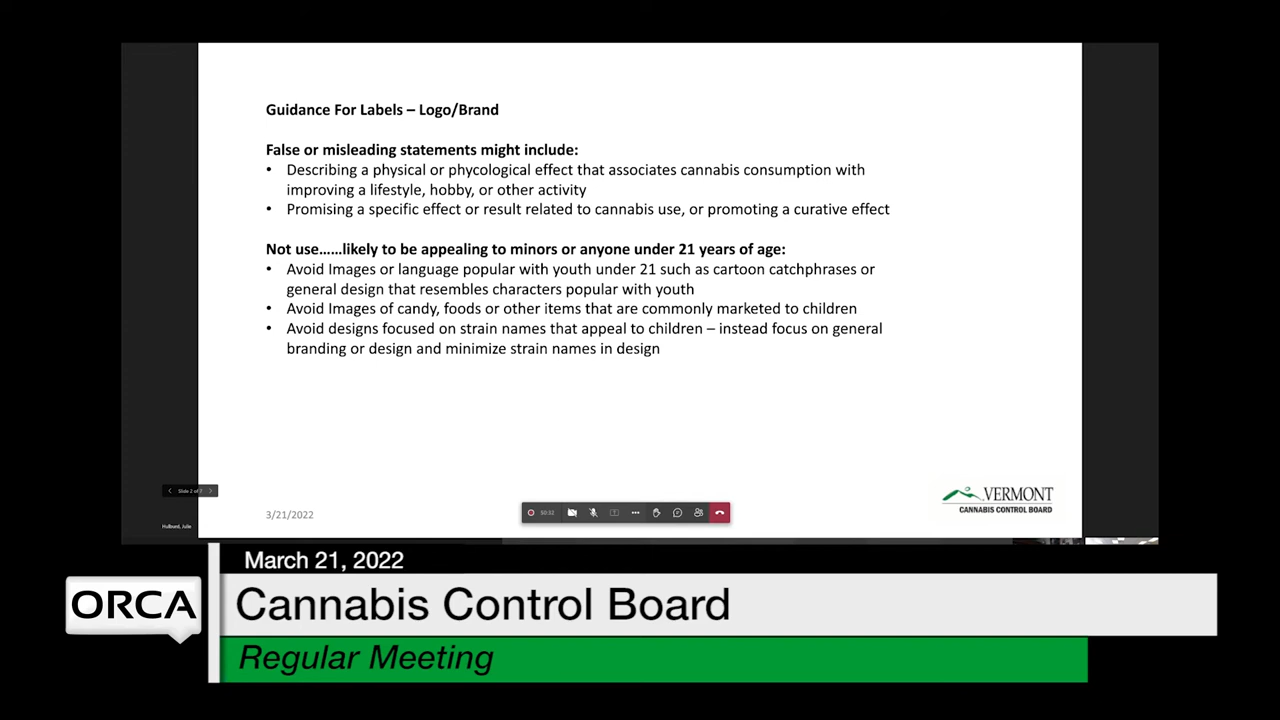 Guidance For Labels – Logo/Brand
False or misleading statements might include:
• Describing a physical or phycological effect that associates cannabis consumption with
improving a lifestyle, hobby, or other activity
• Promising a specific effect or result related to cannabis use, or promoting a curative effect
Not use……likely to be appealing to minors or anyone under 21 years of age:
• Avoid Images or language popular with youth under 21 such as cartoon catchphrases or
general design that resembles characters popular with youth
• Avoid Images of candy, foods or other items that are commonly marketed to children
• Avoid designs focused on strain names that appeal to children – instead focus on general
branding or design and minimize strain names in design
Slide 2 of
VERMONT
CANNABIS CONTROL BOARD
3/21/2022
50:32
Julie
March 21, 2022
ORCA
Cannabis Control Board
Regular Meeting